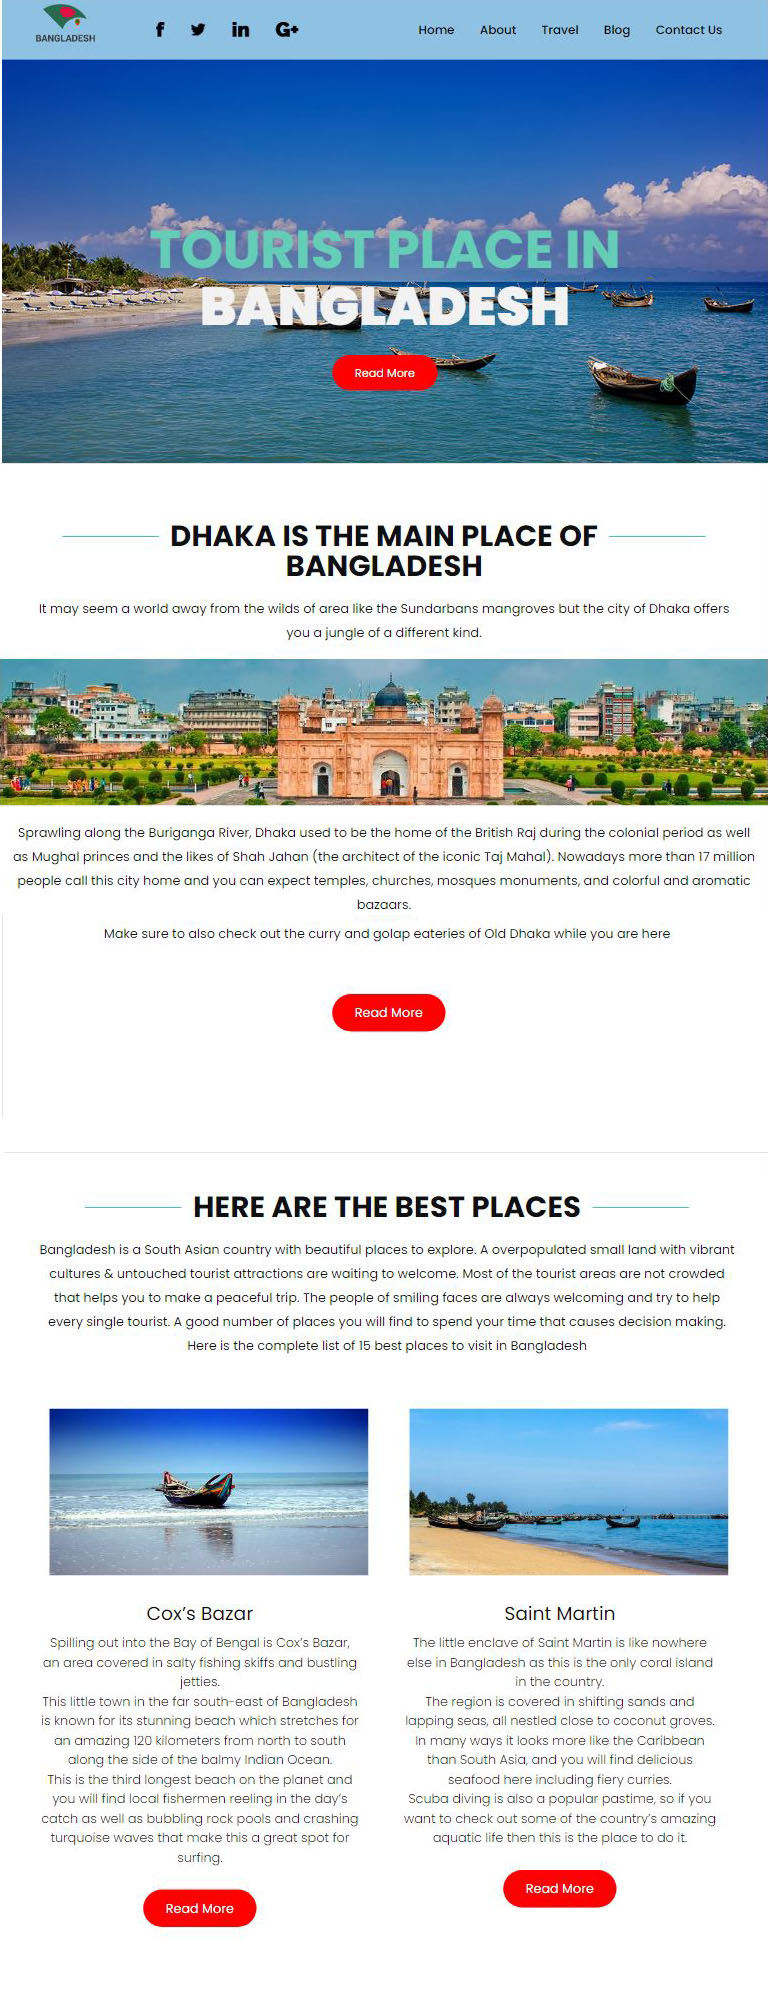 BANGLADESH
f in G+
Home About Travel Blog Contact Us
TOURIST PLACE IN
BANGLADESH
Read More
DHAKA IS THE MAIN PLACE OF
BANGLADESH
It may seem a world away from the wilds of area like the Sundarbans mangroves but the city of Dhaka offers
you a jungle of a different kind.
Sprawling along the Buriganga River, Dhaka used to be the home of the British Raj during the colonial period as well
as Mughal princes and the likes of Shah Jahan (the architect of the iconic Taj Mahal). Nowadays more than 17 million
people call this city home and you can expect temples, churches, mosques monuments, and colorful and aromatic
bazaars.
Make sure to also check out the curry and golap eateries of Old Dhaka while you are here
Read More
HERE ARE THE BEST PLACES
Bangladesh is a South Asian country with beautiful places to explore. A overpopulated small land with vibrant
cultures & untouched tourist attractions are waiting to welcome. Most of the tourist areas are not crowded
that helps you to make a peaceful trip. The people of smiling faces are always welcoming and try to help
every single tourist. A good number of places you will find to spend your time that causes decision making.
Here is the complete list of 15 best places to visit in Bangladesh
Cox's Bazar
Spilling out into the Bay of Bengal is Cox's Bazar,
an area covered in salty fishing skiffs and bustling
jetties.
This little town in the far south-east of Bangladesh
is known for its stunning beach which stretches for
an amazing 120 kilometers from north to south
along the side of the balmy Indian Ocean.
This is the third longest beach on the planet and
you will find local fishermen reeling in the day's
catch as well as bubbling rock pools and crashing
turquoise waves that make this a great spot for
surfing.
Read More
Saint Martin
The little enclave of Saint Martin is like nowhere
else in Bangladesh as this is the only coral island
in the country.
The region is covered in shifting sands and
lapping seas, all nestled close to coconut groves.
In many ways it looks more like the Caribbean
than South Asia, and you will find delicious
seafood here including fiery curries.
Scuba diving is also a popular pastime, so if you
want to check out some of the country's amazing
aquatic life then this is the place to do it.
Read More